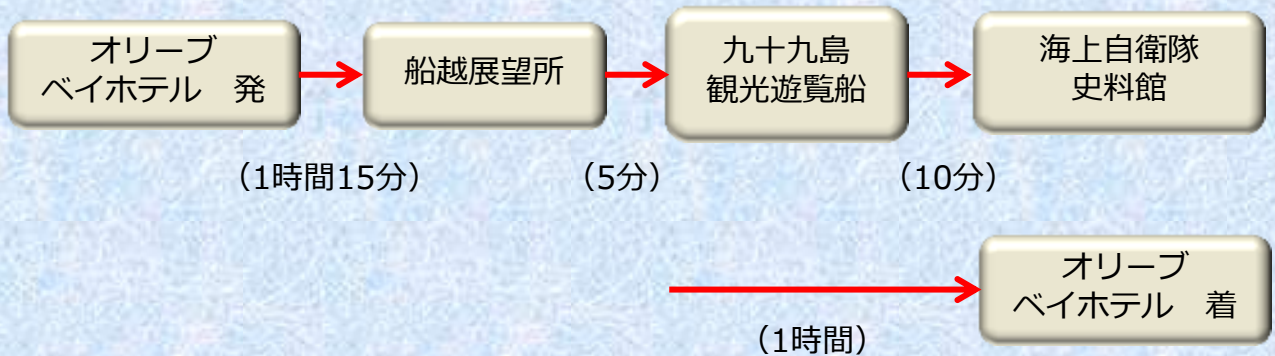 オリーブ
ベイホテル　発
船越展望所
九十九島
観光遊覧船
海上自衛隊
史料館
（1時間15分）
（5分）
（10分）
オリーブ
ベイホテル　着
（1時間）